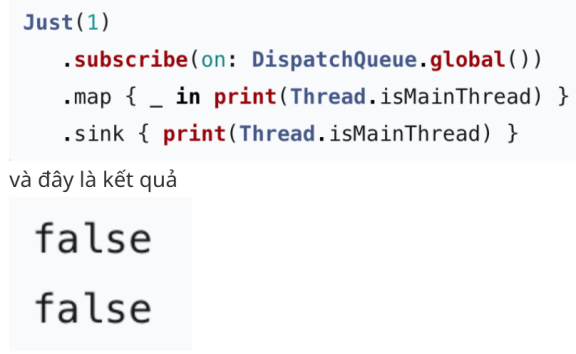 Just(1)
.subscribe(on: DispatchQueue.global())
.map { _ in print(Thread.isMainThread) }
.sink { print(Thread.isMainThread) }
và đây là kết quả
false
false